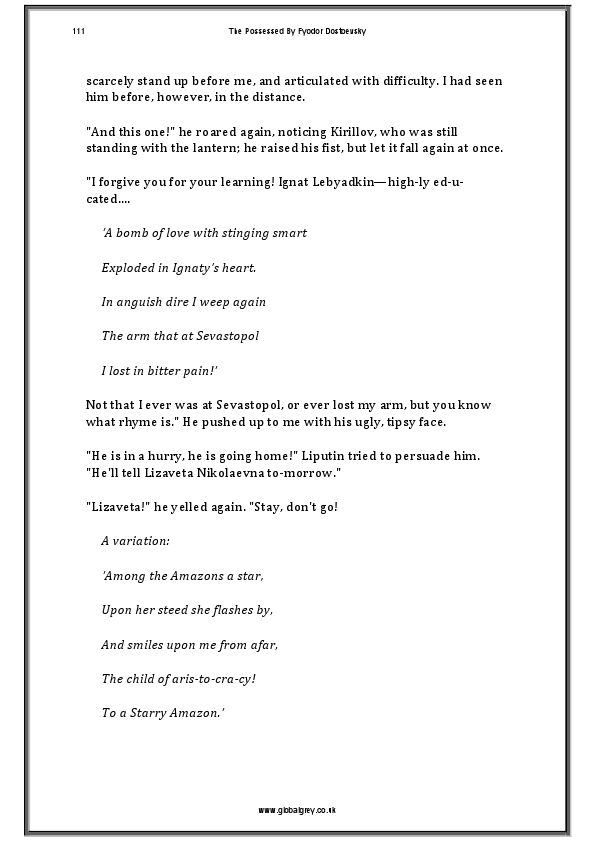 111
The Possessed By Fyodor Dostoevsky
scarcely stand up before me, and articulated with difficulty. I had seen
him before, however, in the distance.
"And this one!" he roared again, noticing Kirillov, who was still
standing with the lantern; he raised his fist, but let it fall again at once.
"I forgive you for your learning! Ignat Lebyadkin—high-ly ed-u-
cated....
'A bomb of love with stinging smart
Exploded in Ignaty's heart.
In anguish dire I weep again
The arm that at Sevastopol
I lost in bitter pain!'
Not that I ever was at Sevastopol, or ever lost my arm, but you know
what rhyme is." He pushed up to me with his ugly, tipsy face.
"He is in a hurry, he is going home!" Liputin tried to persuade him.
"He'll tell Lizaveta Nikolaevna to-morrow."
"Lizaveta!" he yelled again. "Stay, don't go!
A variation:
'Among the Amazons a star,
Upon her steed she flashes by,
And smiles upon me from afar,
The child of aris-to-cra-cy!
To a Starry Amazon.'
www.globalgrey.co.uk